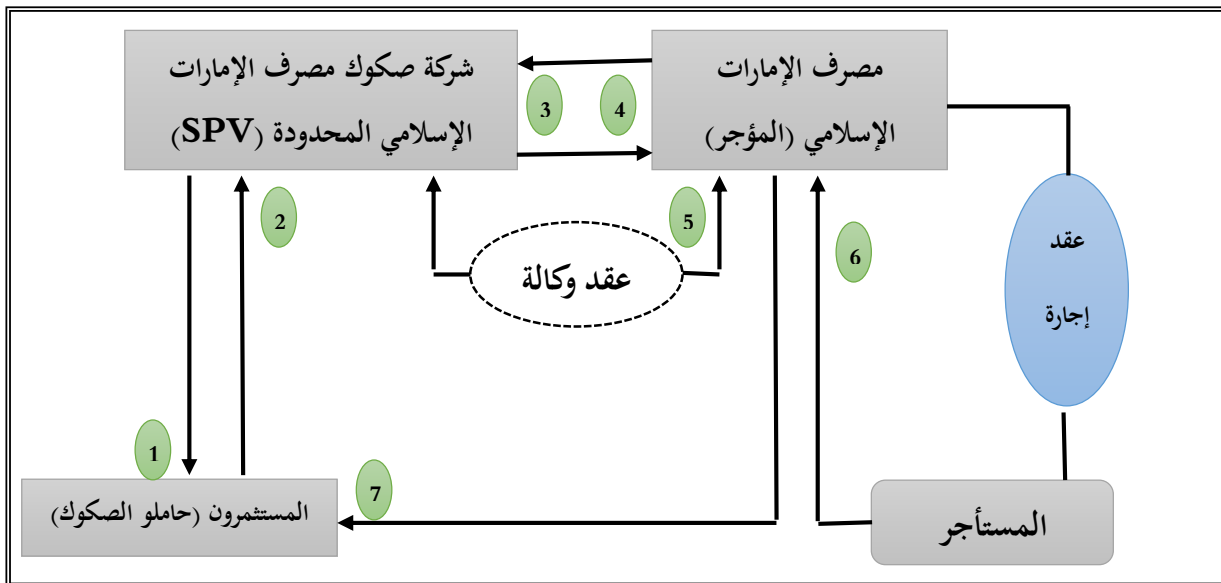 مصرف الإمارات
الإسلامي (المؤجر)
شركة صكوك مصرف الإمارات
الإسلامي المحدودة (SPV)
3
4
2
5
6
عقد
إجارة
عقد وكالة
1
7
المستثمرون (حاملو الصكوك)
المستأجر